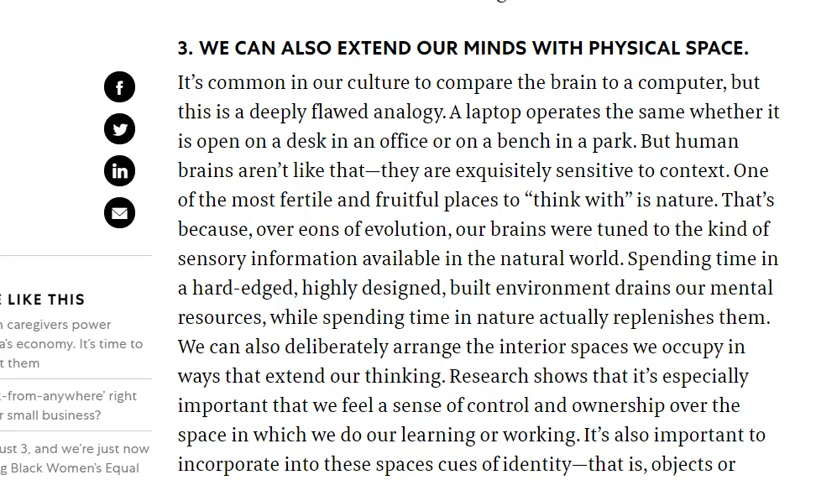 3. WE CAN ALSO EXTEND OUR MINDS WITH PHYSICAL SPACE.
It’s common in our culture to compare the brain to a computer, but
this is a deeply flawed analogy. A laptop operates the same whether it
is open on a desk in an office or on a bench in a park. But human
brains aren’t like that—they are exquisitely sensitive to context. One
of the most fertile and fruitful places to “think with” is nature. That’s
because, over eons of evolution, our brains were tuned to the kind of
sensory information available in the natural world. Spending time in
a hard-edged, highly designed, built environment drains our mental
resources, while spending time in nature actually replenishes them.
We can also deliberately arrange the interior spaces we occupy in
ways that extend our thinking. Research shows that it’s especially
important that we feel a sense of control and ownership over the
space in which we do our learning or working. It’s also important to
incorporate into these spaces cues of identity—that is, objects or
f
in
LIKE THIS
caregivers power
economy. It’s time to
them
-from-anywhere’ right
small business?
3, and we’re just now
Black Women’s Equal